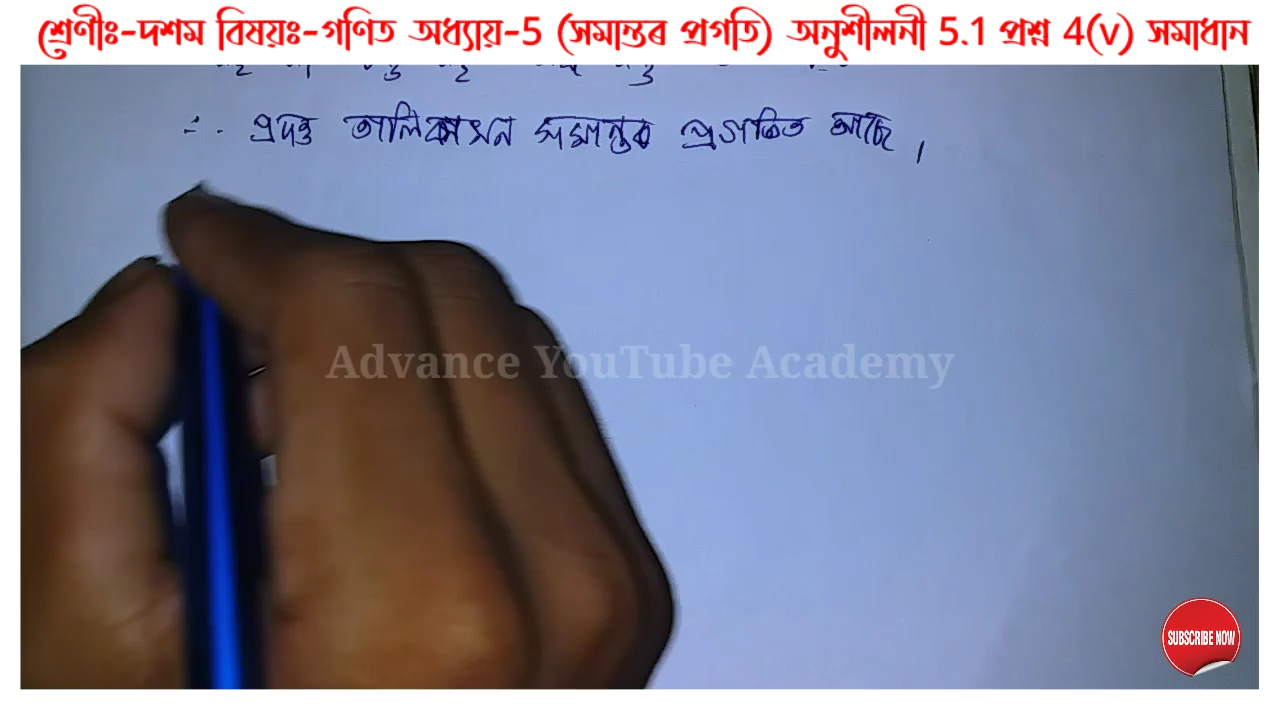 শ্রেণীঃ-দশম বিষয়ঃ-গণিত অধ্যায়-5 (সমান্তৰ প্ৰগতি) অনুশীলনী 5.1 প্ৰশ্ন 4(v) সমাধান
∴ প্ৰদত্ত তালিকাখন সমান্তৰ প্ৰগতিত আছে ।
Advance YouTube Academy
SUBSCRIBE NOW